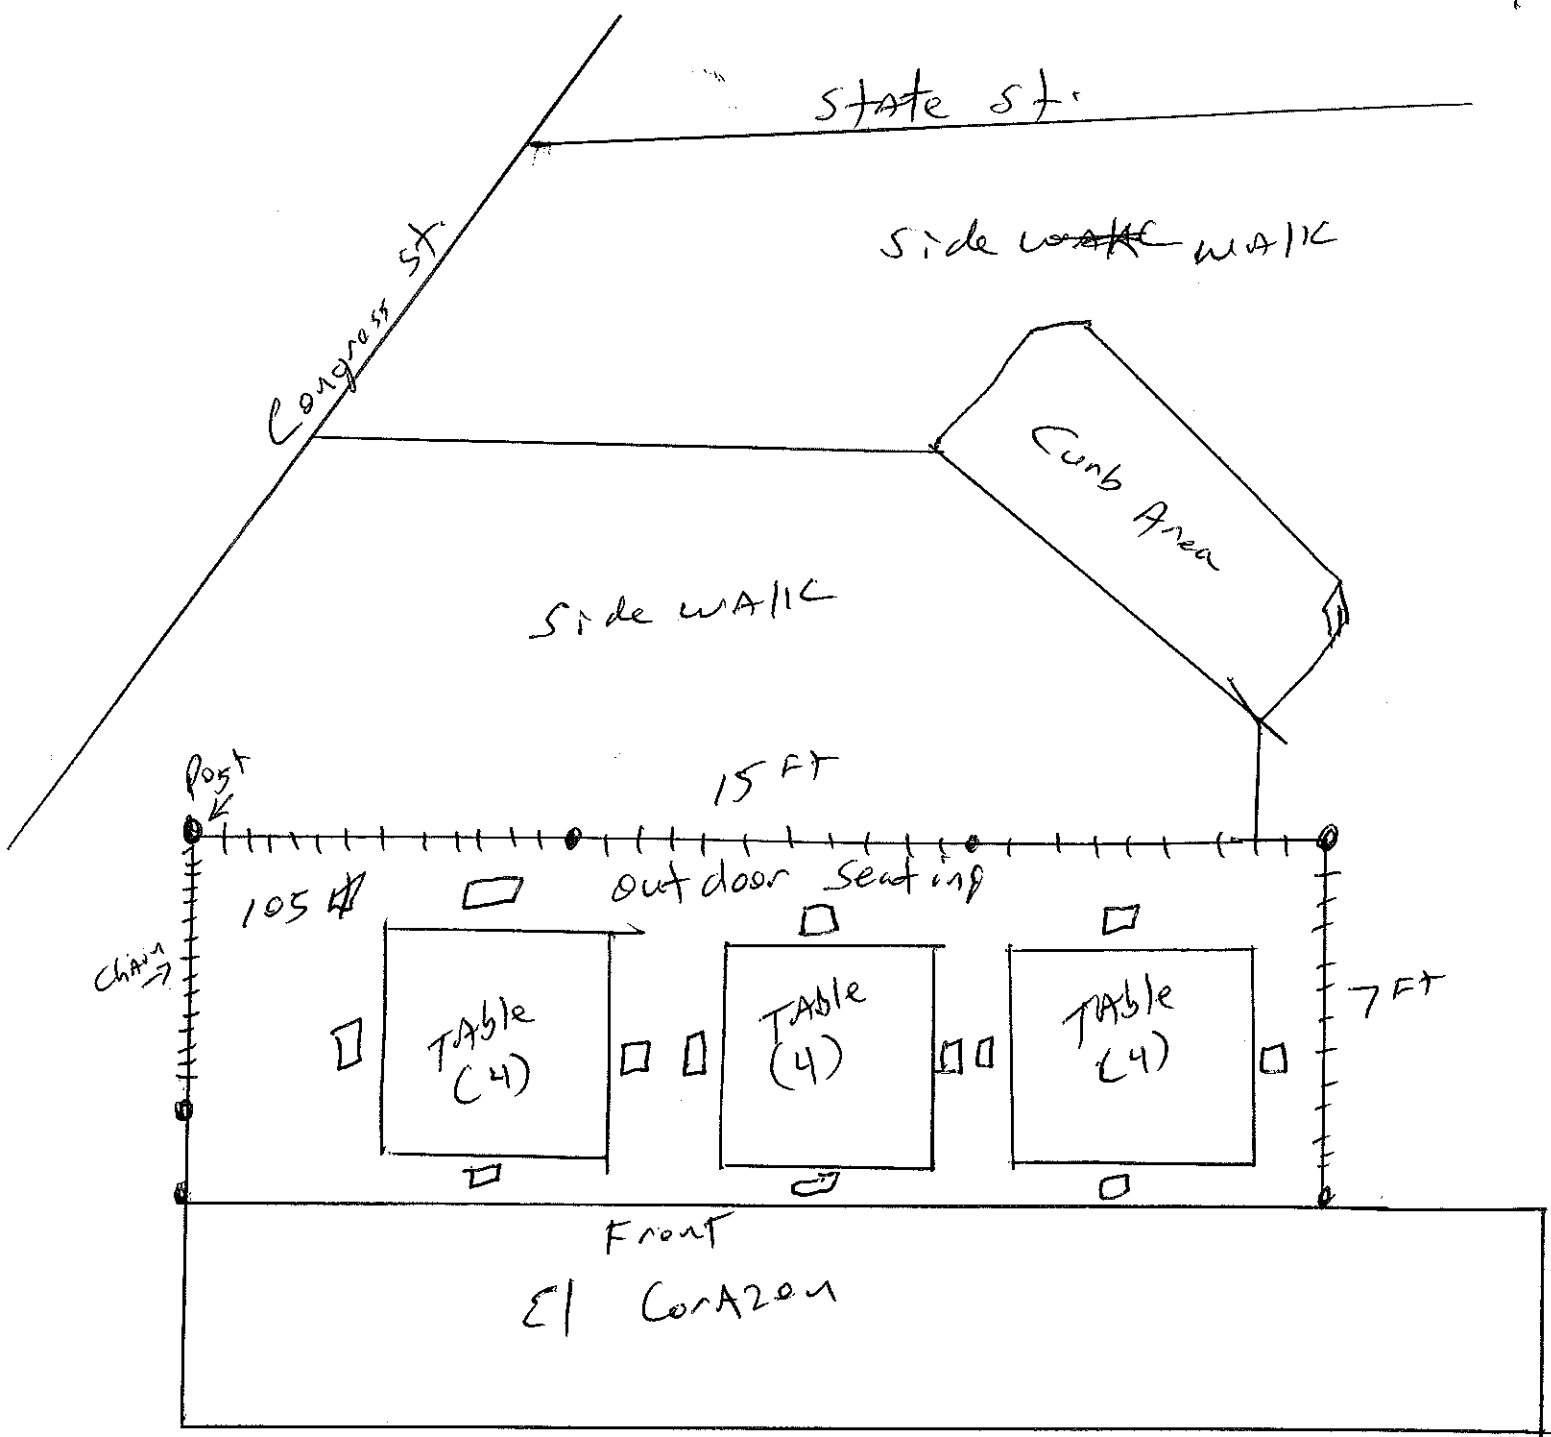 State St.
Side walk walk
Congress St.
Curb Area
Side walk
Post
15 FT
105
outdoor Seating
Chain
7 FT
Table
(4)
Table
(4)
Table
(4)
Front
El Corazon